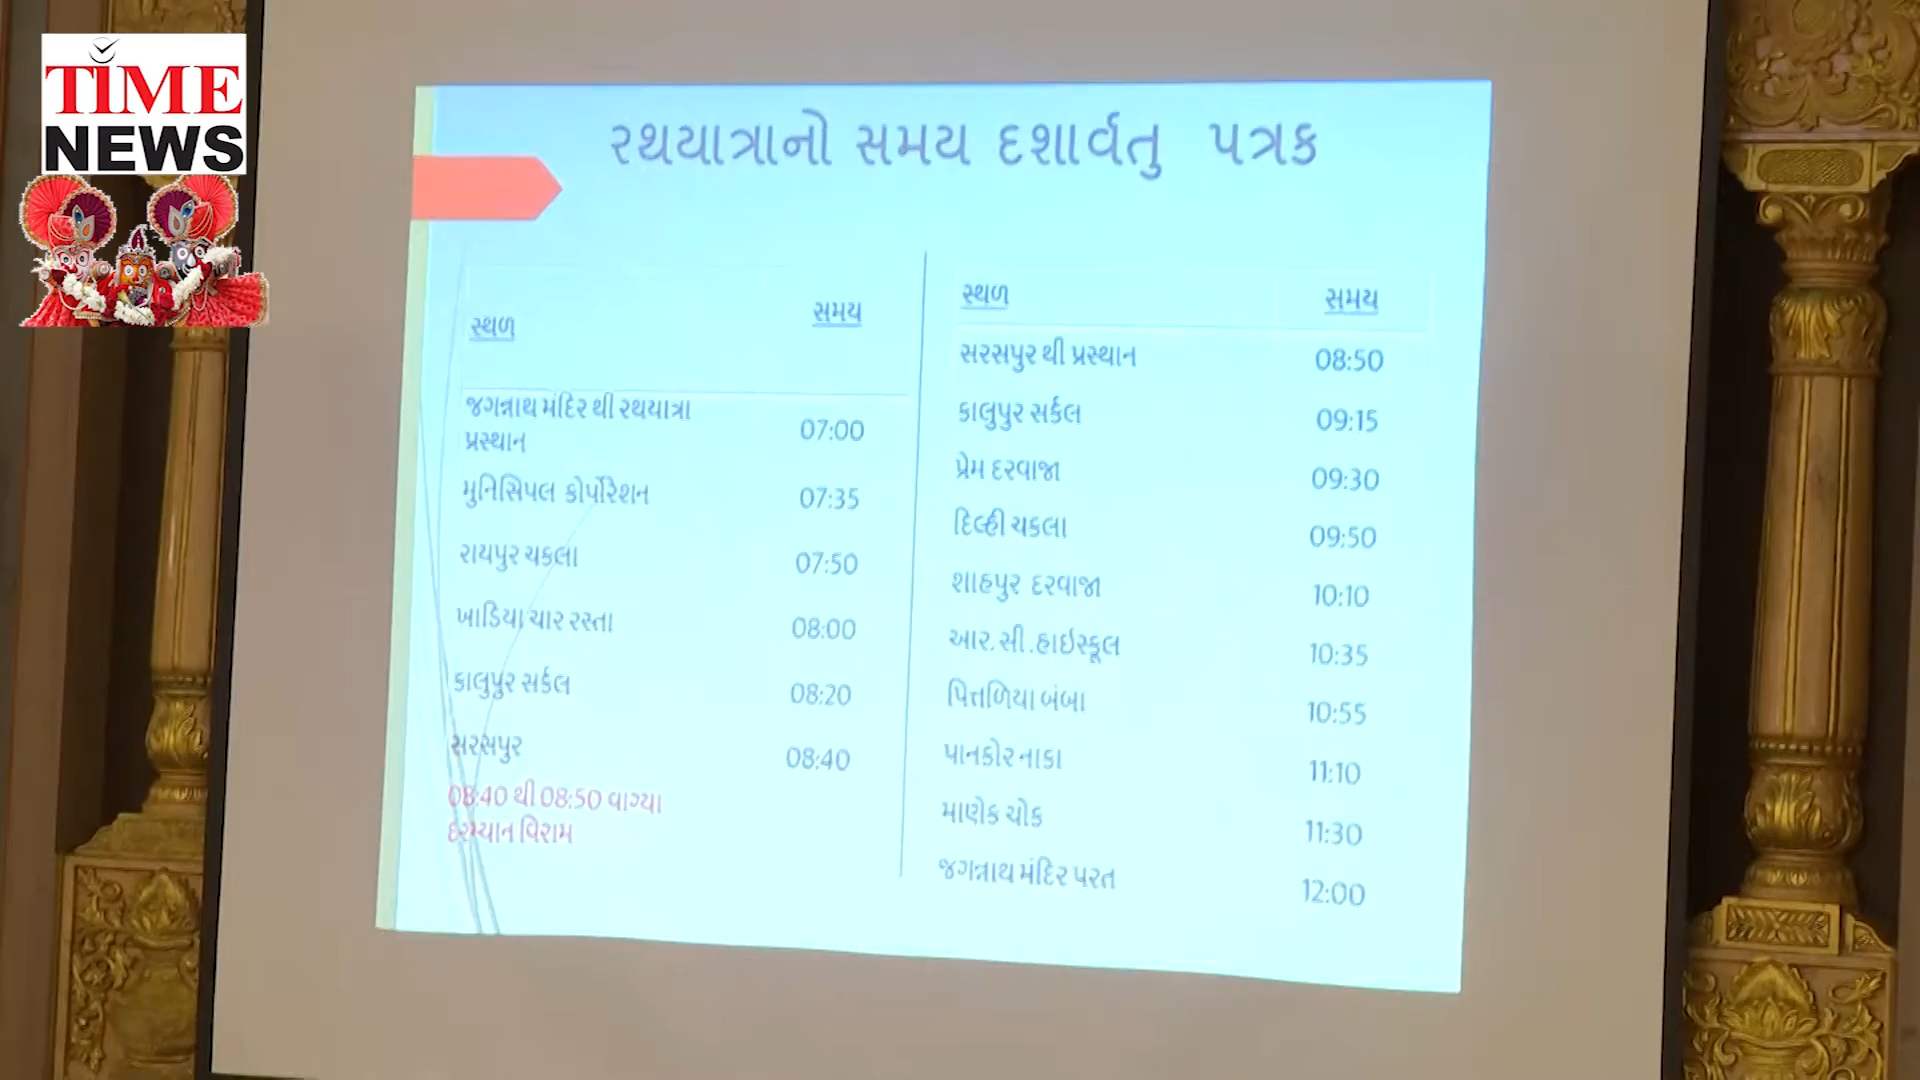 TIME
NEWS
રથયાત્રાનો સમય દર્શાવતુ પત્રક
સ્થળ સમય
જગન્નાથ મંદિર થી રથયાત્રા
પ્રસ્થાન 07:00
મુનિસિપલ કોર્પોરેશન 07:35
રાયપુર ચકલા 07:50
ખાડિયા ચાર રસ્તા 08:00
કાલુપુર સર્કલ 08:20
સરસપુર 08:40
08:40 થી 08:50 વાગ્યા
દરમ્યાન વિરામ
સ્થળ સમય
સરસપુર થી પ્રસ્થાન 08:50
કાલુપુર સર્કલ 09:15
પ્રેમ દરવાજા 09:30
દિલ્હી ચકલા 09:50
શાહપુર દરવાજા 10:10
આર. સી .હાઇસ્કૂલ 10:35
પિત્તળિયા બંબા 10:55
પાનકોર નાકા 11:10
માણેક ચોક 11:30
જગન્નાથ મંદિર પરત 12:00